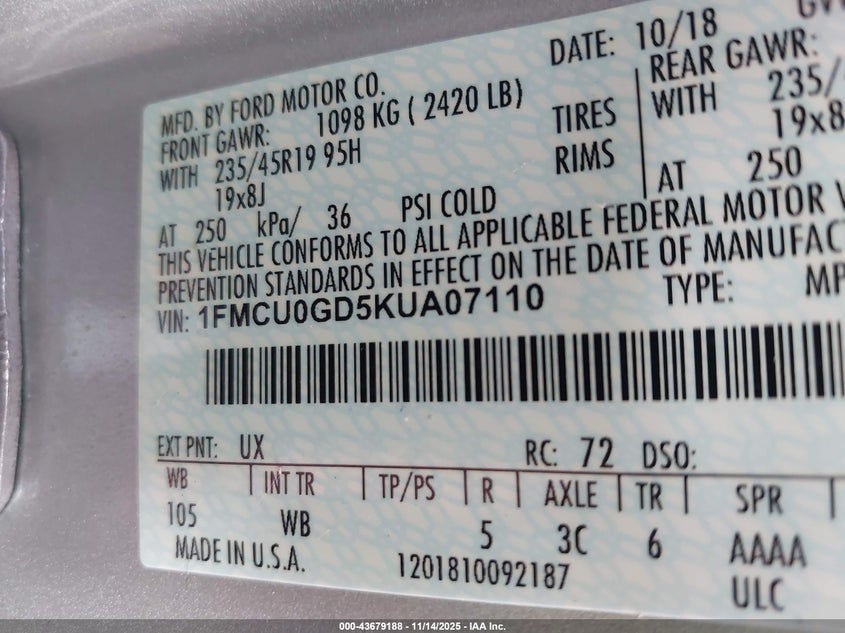 DATE: 10/18
MFD. BY FORD MOTOR CO.
FRONT GAWR: 1098 KG ( 2420 LB)
REAR GAWR:
WITH 235/45R19 95H TIRES
WITH 235/
19x8J RIMS
19x8
AT 250 kPa/ 36 PSI COLD
AT 250
THIS VEHICLE CONFORMS TO ALL APPLICABLE FEDERAL MOTOR V
PREVENTION STANDARDS IN EFFECT ON THE DATE OF MANUFAC
VIN: 1FMCU0GD5KUA07110 TYPE: MP
EXT PNT: UX RC: 72 DSO:
WB INT TR TP/PS R AXLE TR SPR
105 WB 5 3C 6 AAAA
MADE IN U.S.A. 1201810092187 ULC
000-43679188 - 11/14/2025 - IAA Inc.